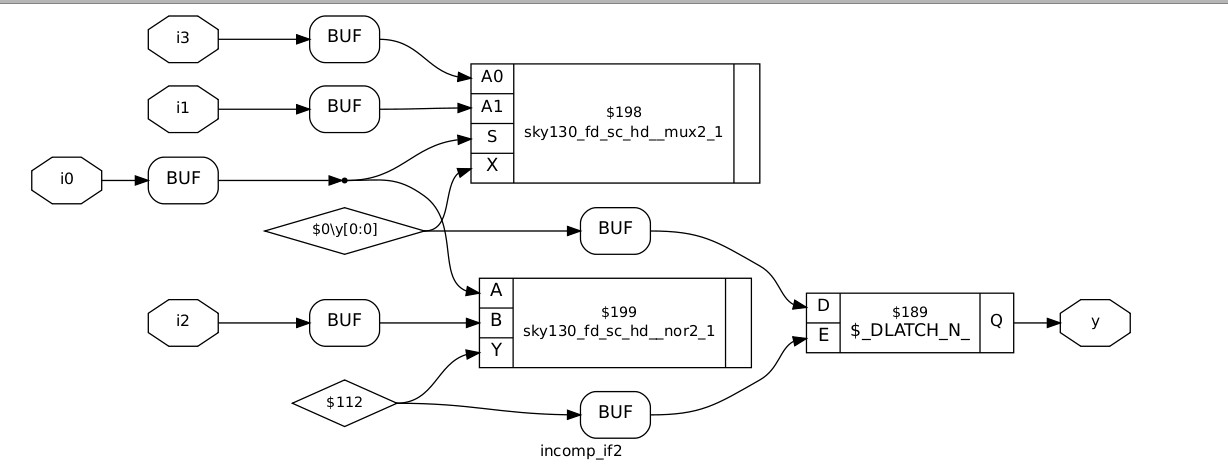 i3
BUF
i1
BUF
i0
BUF
A0
A1
S
X
$198
sky130_fd_sc_hd__mux2_1
$0\y[0:0]
BUF
i2
BUF
A
B
Y
$199
sky130_fd_sc_hd__nor2_1
$112
BUF
D
E
$189
$_DLATCH_N_
Q
y
incomp_if2